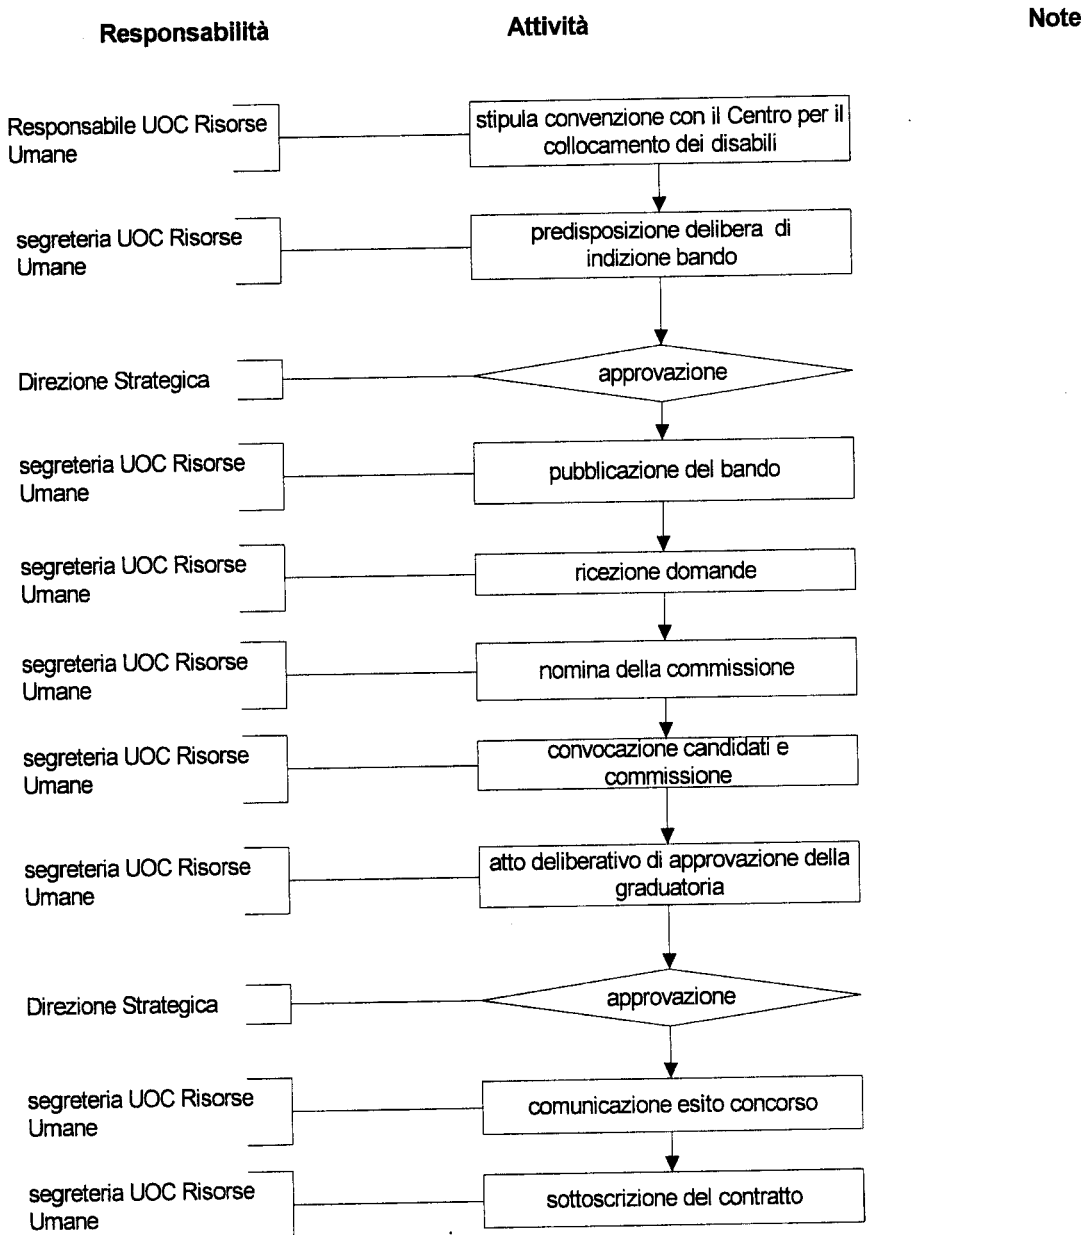 Responsabilità
Attività
Note
Responsabile UOC Risorse
Umane
stipula convenzione con il Centro per il
collocamento dei disabili
segreteria UOC Risorse
Umane
predisposizione delibera di
indizione bando
Direzione Strategica
approvazione
segreteria UOC Risorse
Umane
pubblicazione del bando
segreteria UOC Risorse
Umane
ricezione domande
segreteria UOC Risorse
Umane
nomina della commissione
segreteria UOC Risorse
Umane
convocazione candidati e
commissione
segreteria UOC Risorse
Umane
atto deliberativo di approvazione della
graduatoria
Direzione Strategica
approvazione
segreteria UOC Risorse
Umane
comunicazione esito concorso
segreteria UOC Risorse
Umane
sottoscrizione del contratto